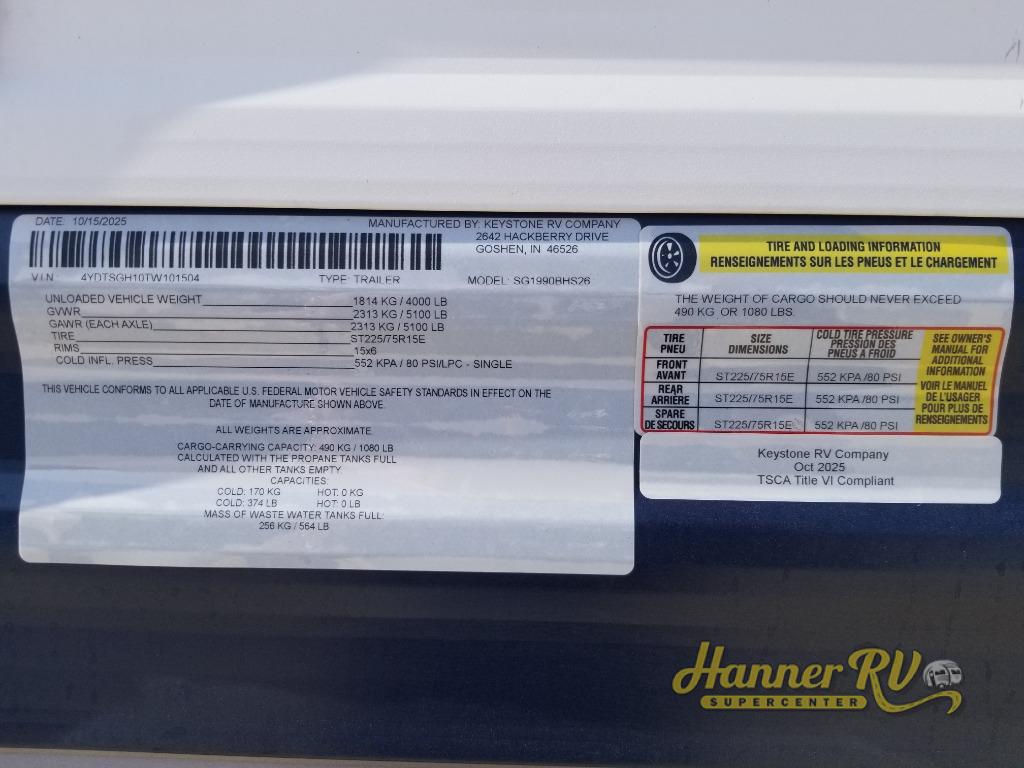 DATE: 10/15/2025
MANUFACTURED BY: KEYSTONE RV COMPANY
2642 HACKBERRY DRIVE
GOSHEN, IN 46526
V I N: 4YDTSGH10TW101504 TYPE: TRAILER MODEL: SG1990BHS26
UNLOADED VEHICLE WEIGHT 1814 KG / 4000 LB
GVWR 2313 KG / 5100 LB
GAWR (EACH AXLE) 2313 KG / 5100 LB
TIRE ST225/75R15E
RIMS 15x6
COLD INFL. PRESS 552 KPA / 80 PSI/LPC - SINGLE
THIS VEHICLE CONFORMS TO ALL APPLICABLE U.S. FEDERAL MOTOR VEHICLE SAFETY STANDARDS IN EFFECT ON THE
DATE OF MANUFACTURE SHOWN ABOVE.
ALL WEIGHTS ARE APPROXIMATE
CARGO-CARRYING CAPACITY: 490 KG / 1080 LB
CALCULATED WITH THE PROPANE TANKS FULL
AND ALL OTHER TANKS EMPTY.
CAPACITIES:
COLD: 170 KG HOT: 0 KG
COLD: 374 LB HOT: 0 LB
MASS OF WASTE WATER TANKS FULL:
256 KG / 564 LB
TIRE AND LOADING INFORMATION
RENSEIGNEMENTS SUR LES PNEUS ET LE CHARGEMENT
THE WEIGHT OF CARGO SHOULD NEVER EXCEED
490 KG. OR 1080 LBS.
TIRE
PNEU
SIZE
DIMENSIONS
COLD TIRE PRESSURE
PRESSION DES
PNEUS A FROID
FRONT
AVANT
ST225/75R15E 552 KPA /80 PSI
REAR
ARRIÈRE
ST225/75R15E 552 KPA /80 PSI
SPARE
DE SECOURS
ST225/75R15E 552 KPA /80 PSI
SEE OWNER'S
MANUAL FOR
ADDITIONAL
INFORMATION
VOIR LE MANUEL
DE L'USAGER
POUR PLUS DE
RENSEIGNEMENTS
Keystone RV Company
Oct 2025
TSCA Title VI Compliant
Hanner RV
SUPERCENTER